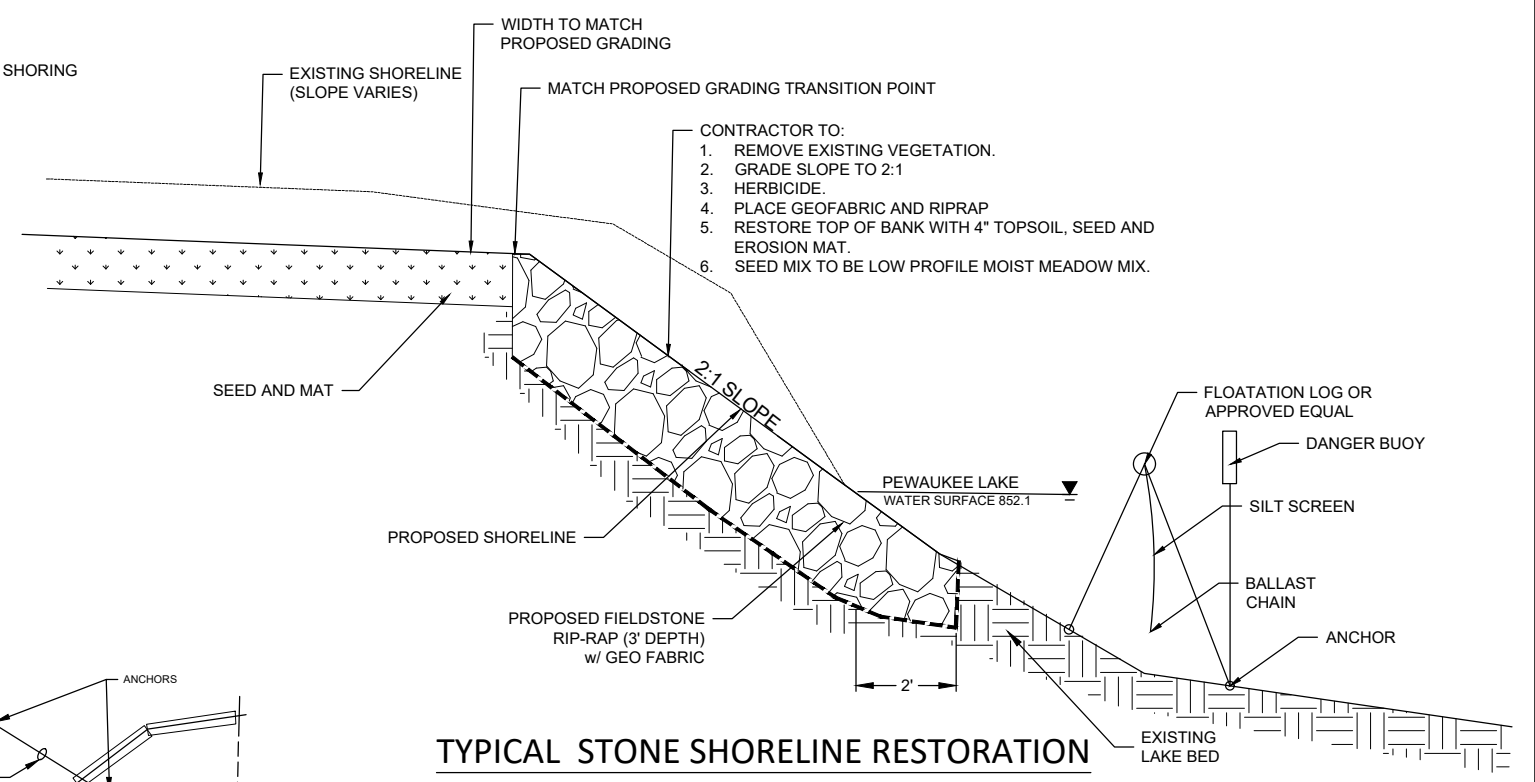 WIDTH TO MATCH
PROPOSED GRADING
SHORING
EXISTING SHORELINE
(SLOPE VARIES)
MATCH PROPOSED GRADING TRANSITION POINT
CONTRACTOR TO:
1. REMOVE EXISTING VEGETATION.
2. GRADE SLOPE TO 2:1
3. HERBICIDE.
4. PLACE GEOFABRIC AND RIPRAP
5. RESTORE TOP OF BANK WITH 4" TOPSOIL, SEED AND
EROSION MAT.
6. SEED MIX TO BE LOW PROFILE MOIST MEADOW MIX.
SEED AND MAT
2:1 SLOPE
FLOATATION LOG OR
APPROVED EQUAL
DANGER BUOY
PEWAUKEE LAKE
WATER SURFACE 852.1
SILT SCREEN
PROPOSED SHORELINE
BALLAST
CHAIN
PROPOSED FIELDSTONE
RIP-RAP (3' DEPTH)
w/ GEO FABRIC
ANCHOR
2'
ANCHORS
EXISTING
LAKE BED
TYPICAL STONE SHORELINE RESTORATION